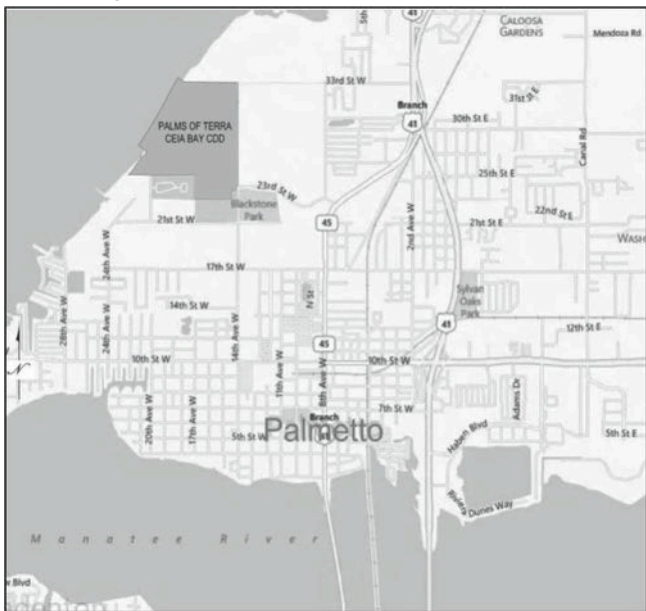 5th St
41
CALOOSA
GARDENS
Mendoza Rd
33rd St W
31st St E
Branch
41
30th St E
PALMS OF TERRA
CEIA BAY CDD
Canal Rd
25th St E
23rd St W
Blackstone
Park
2nd Ave W
22nd St E
21st St W
45
21st St E
WASH
24th Ave W
17th St W
Sylvan
Oaks
Park
28th Ave W
14th St W
N St
24th Ave W
41
12th St E
14th Ave W
45
10th St W
10th St W
N
11th Ave W
8th Ave W
Adams Dr
7th St W
20th Ave W
17th Ave W
Branch
5th St W
Palmetto
Haben Blvd
5th St E
Riviera
Dunes Way
Manatee River
w Blvd